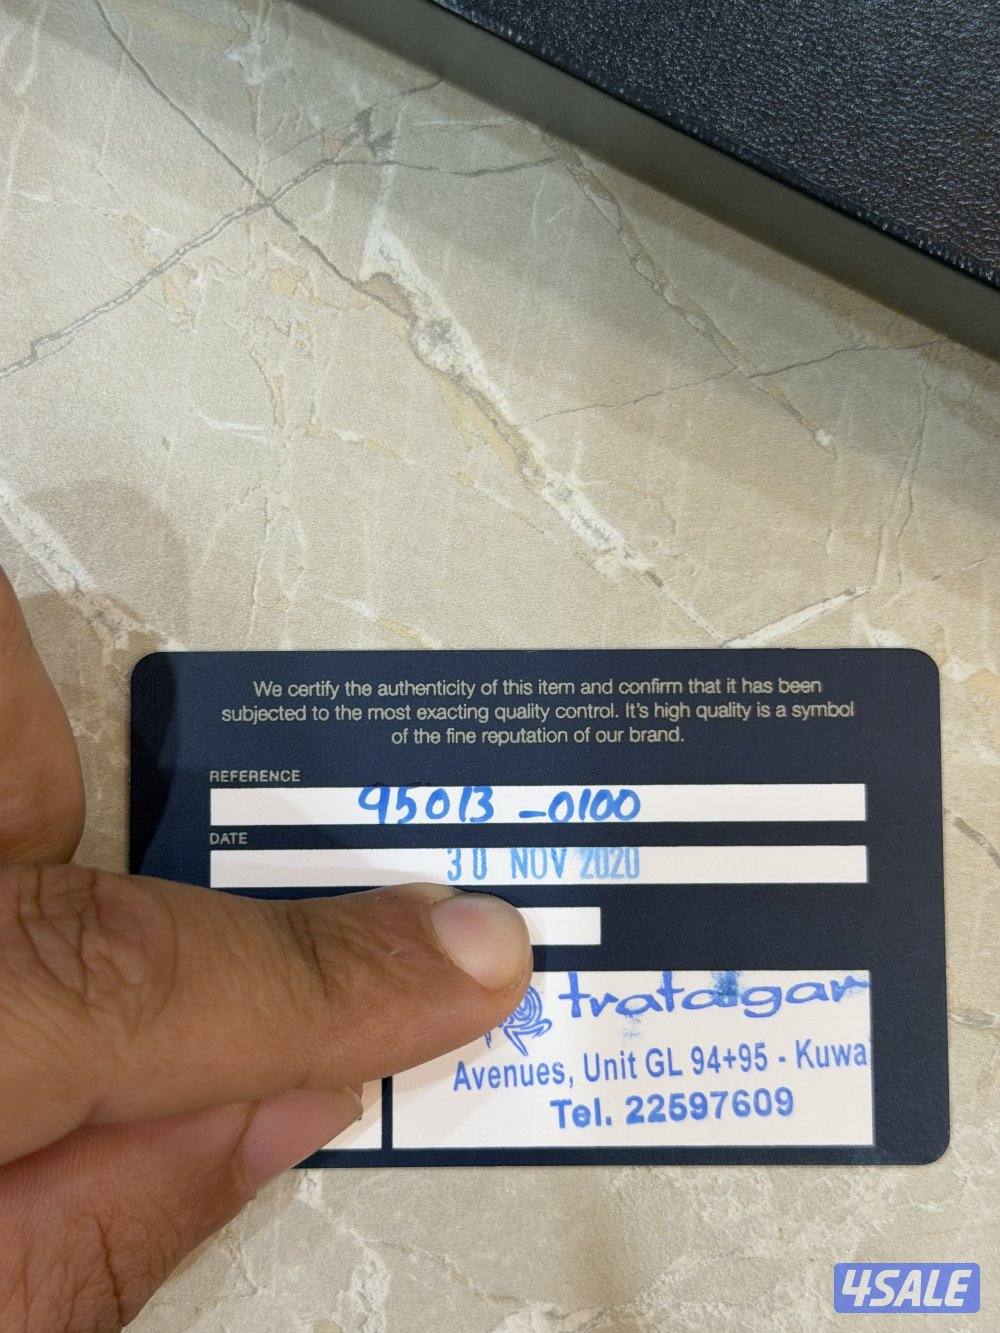 We certify the authenticity of this item and confirm that it has been
subjected to the most exacting quality control. It's high quality is a symbol
of the fine reputation of our brand.
REFERENCE
95013-0100
DATE
30 NOV 2020
trafalgar
Avenues, Unit GL 94+95 - Kuwa
Tel. 22597609
4SALE